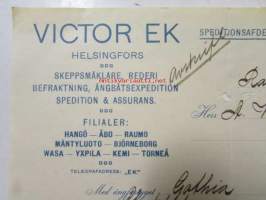 VICTOR EK
SPEDITIONSAFDE
HELSINGFORS
SKEPPSMÄKLARE, REDERI
BEFRAKTNING, ÅNGBÅTSEXPEDITION
SPEDITION & ASSURANS.
Herr
FILIALER:
HANGÖ — ÅBO — RAUMO
MÄNTYLUOTO — BJÖRNEBORG
WASA — YXPILA — KEMI — TORNEÅ
TELEGRAFADRESS: „EK"
Med ångfartyget
Gothia